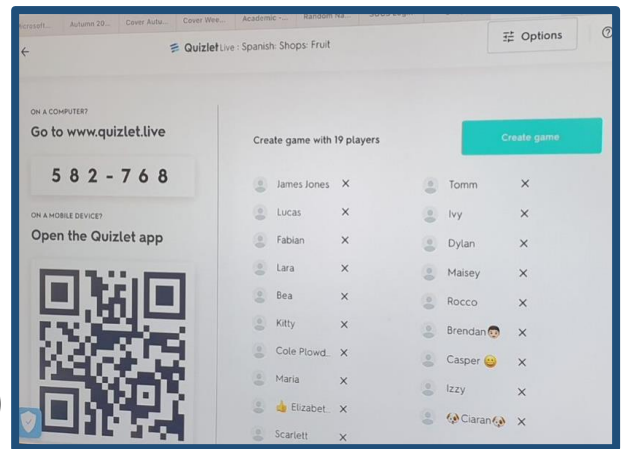 Autumn 20...
Cover Autu...
Cover Wee...
Academic -...
Random Na...
Quizlet Live : Spanish: Shops: Fruit
Options
ON A COMPUTER?
Go to www.quizlet.live
582-768
ON A MOBILE DEVICE?
Open the Quizlet app
Create game with 19 players
Create game
James Jones X
Lucas X
Fabian X
Lara X
Bea X
Kitty X
Cole Plowd... X
Maria X
👍 Elizabet... X
Scarlett X
Tomm X
Ivy X
Dylan X
Maisey X
Rocco X
Brendan👦🏻 X
Casper 😀 X
Izzy X
🐶Ciaran🐶 X